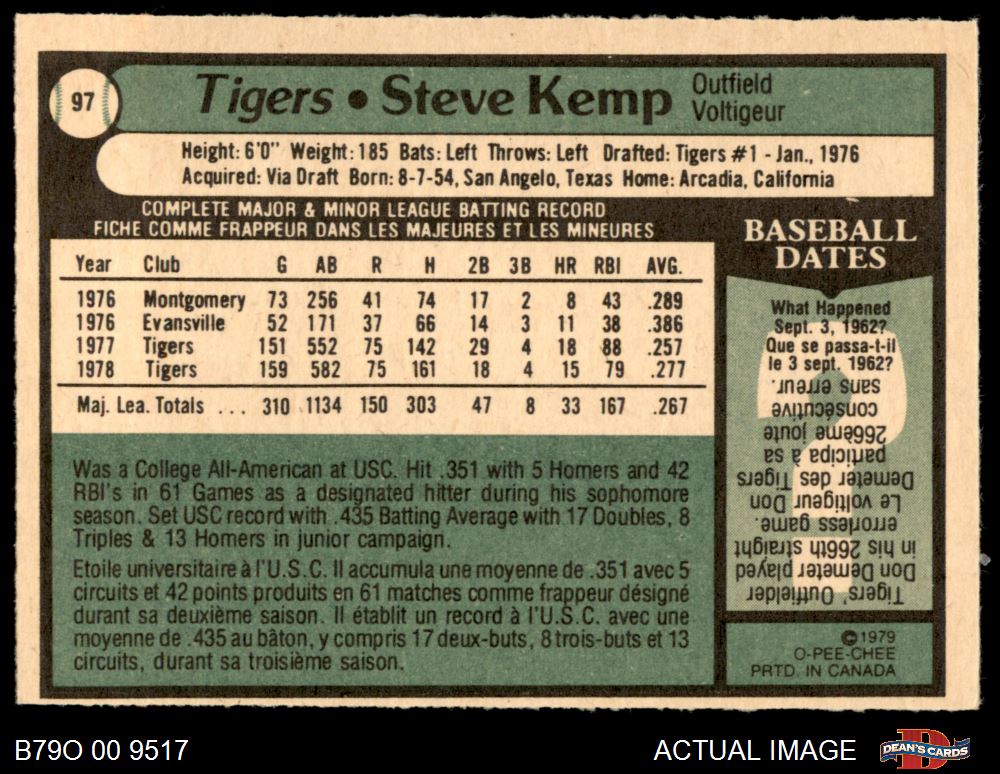 97
Tigers • Steve Kemp
Outfield
Voltigeur
Height: 6'0" Weight: 185 Bats: Left Throws: Left Drafted: Tigers #1 - Jan., 1976
Acquired: Via Draft Born: 8-7-54, San Angelo, Texas Home: Arcadia, California
COMPLETE MAJOR & MINOR LEAGUE BATTING RECORD
FICHE COMME FRAPPEUR DANS LES MAJEURES ET LES MINEURES
Year Club G AB R H 2B 3B HR RBI AVG.
1976 Montgomery 73 256 41 74 17 2 8 43 .289
1976 Evansville 52 171 37 66 14 3 11 38 .386
1977 Tigers 151 552 75 142 29 4 18 88 .257
1978 Tigers 159 582 75 161 18 4 15 79 .277
Maj. Lea. Totals ... 310 1134 150 303 47 8 33 167 .267
Was a College All-American at USC. Hit .351 with 5 Homers and 42
RBI's in 61 Games as a designated hitter during his sophomore
season. Set USC record with .435 Batting Average with 17 Doubles, 8
Triples & 13 Homers in junior campaign.
Etoile universitaire à l'U.S.C. Il accumula une moyenne de .351 avec 5
circuits et 42 points produits en 61 matches comme frappeur désigné
durant sa deuxième saison. Il établit un record à l'U.S.C. avec une
moyenne de .435 au bâton, y compris 17 deux-buts, 8 trois-buts et 13
circuits, durant sa troisième saison.
BASEBALL
DATES
What Happened
Sept. 3, 1962?
Que se passa-t-il
le 3 sept. 1962?
Tigers' Outfielder
Don Demeter played
in his 266th straight
errorless game.
Le voltigeur Don
Demeter des Tigers
participa à sa
266ème joute
consécutive
sans erreur.
©1979
O-PEE-CHEE
PRTD. IN CANADA
B79O 00 9517
ACTUAL IMAGE
DEAN'S CARDS